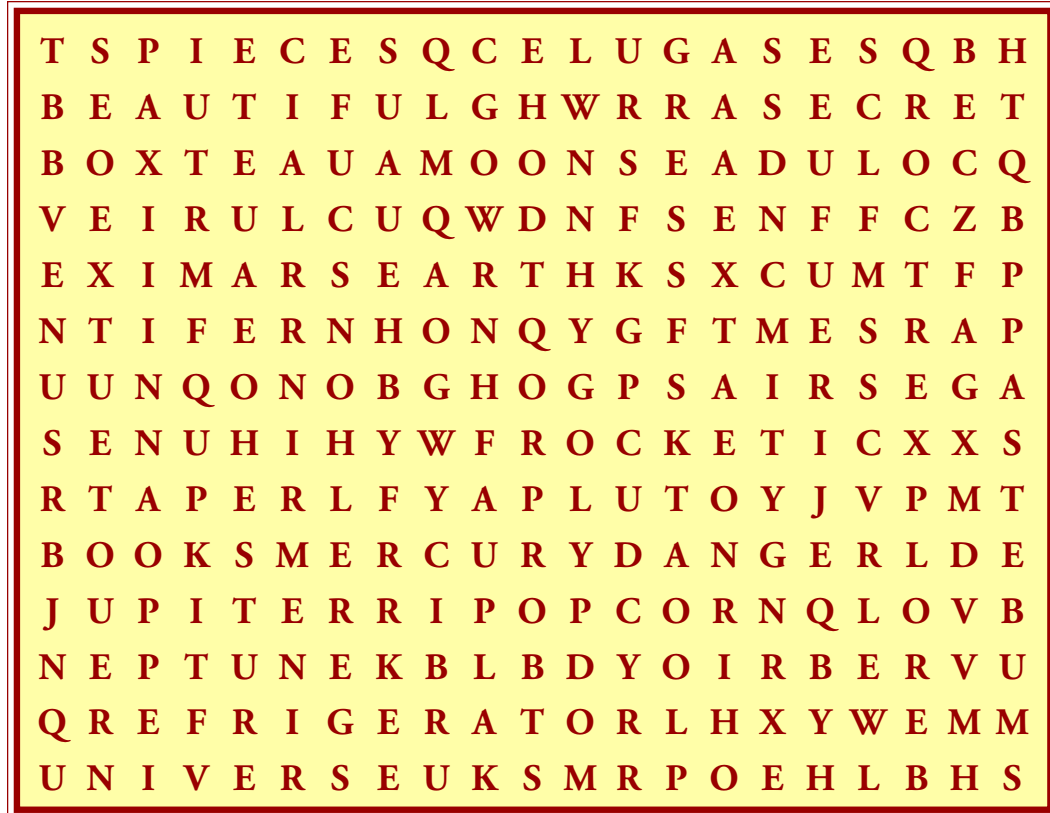 T S P I E C E S Q C E L U G A S E S Q B H
B E A U T I F U L G H W R R A S E C R E T
B O X T E A U A M O O N S E A D U L O C Q
V E I R U L C U Q W D N F S E N F F C Z B
E X I M A R S E A R T H K S X C U M T F P
N T I F E R N H O N Q Y G F T M E S R A P
U U N Q O N O B G H O G P S A I R S E G A
S E N U H I H Y W F R O C K E T I C X X S
R T A P E R L F Y A P L U T O Y J V P M T
B O O K S M E R C U R Y D A N G E R L D E
J U P I T E R R I P O P C O R N Q L O V B
N E P T U N E K B L B D Y O I R B E R V U
Q R E F R I G E R A T O R L H X Y W E M M
U N I V E R S E U K S M R P O E H L B H S